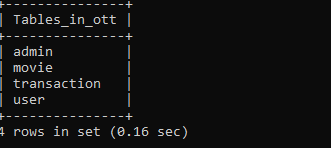 +---------------+
| Tables_in_ott |
+---------------+
| admin         |
| movie         |
| transaction   |
| user          |
+---------------+
4 rows in set (0.16 sec)